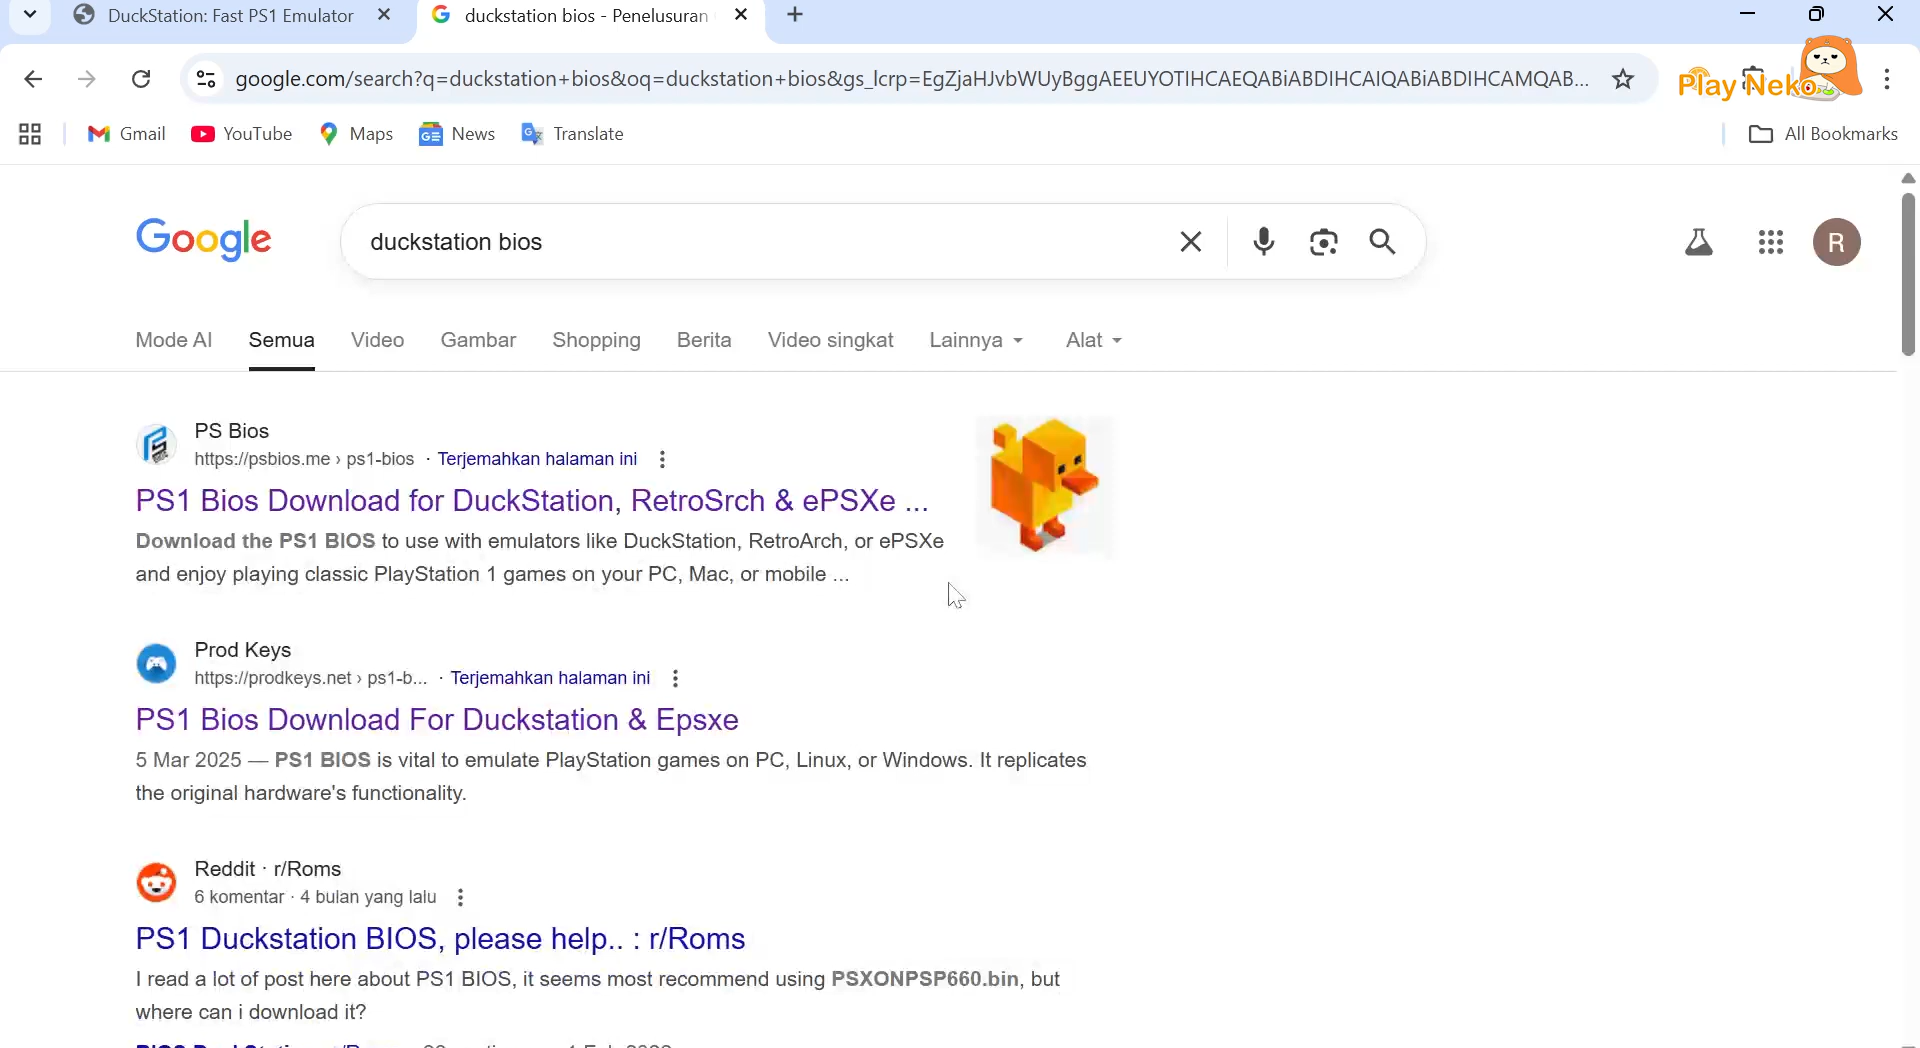 DuckStation: Fast PS1 Emulator
duckstation bios - Penelusuran
google.com/search?q=duckstation+bios&oq=duckstation+bios&gs_lcrp=EgZjaHJvbWUyBggAEEUYOTIHCAEQABiABDIHCAIQABiABDIHCAMQAB...
Play Neko
Gmail
YouTube
Maps
News
Translate
All Bookmarks
Google
duckstation bios
R
Mode AI
Semua
Video
Gambar
Shopping
Berita
Video singkat
Lainnya
Alat
PS Bios
https://psbios.me › ps1-bios · Terjemahkan halaman ini
PS1 Bios Download for DuckStation, RetroSrch & ePSXe ...
Download the PS1 BIOS to use with emulators like DuckStation, RetroArch, or ePSXe
and enjoy playing classic PlayStation 1 games on your PC, Mac, or mobile ...
Prod Keys
https://prodkeys.net › ps1-b... · Terjemahkan halaman ini
PS1 Bios Download For Duckstation & Epsxe
5 Mar 2025 — PS1 BIOS is vital to emulate PlayStation games on PC, Linux, or Windows. It replicates
the original hardware's functionality.
Reddit · r/Roms
6 komentar · 4 bulan yang lalu
PS1 Duckstation BIOS, please help.. : r/Roms
I read a lot of post here about PS1 BIOS, it seems most recommend using PSXONPSP660.bin, but
where can i download it?